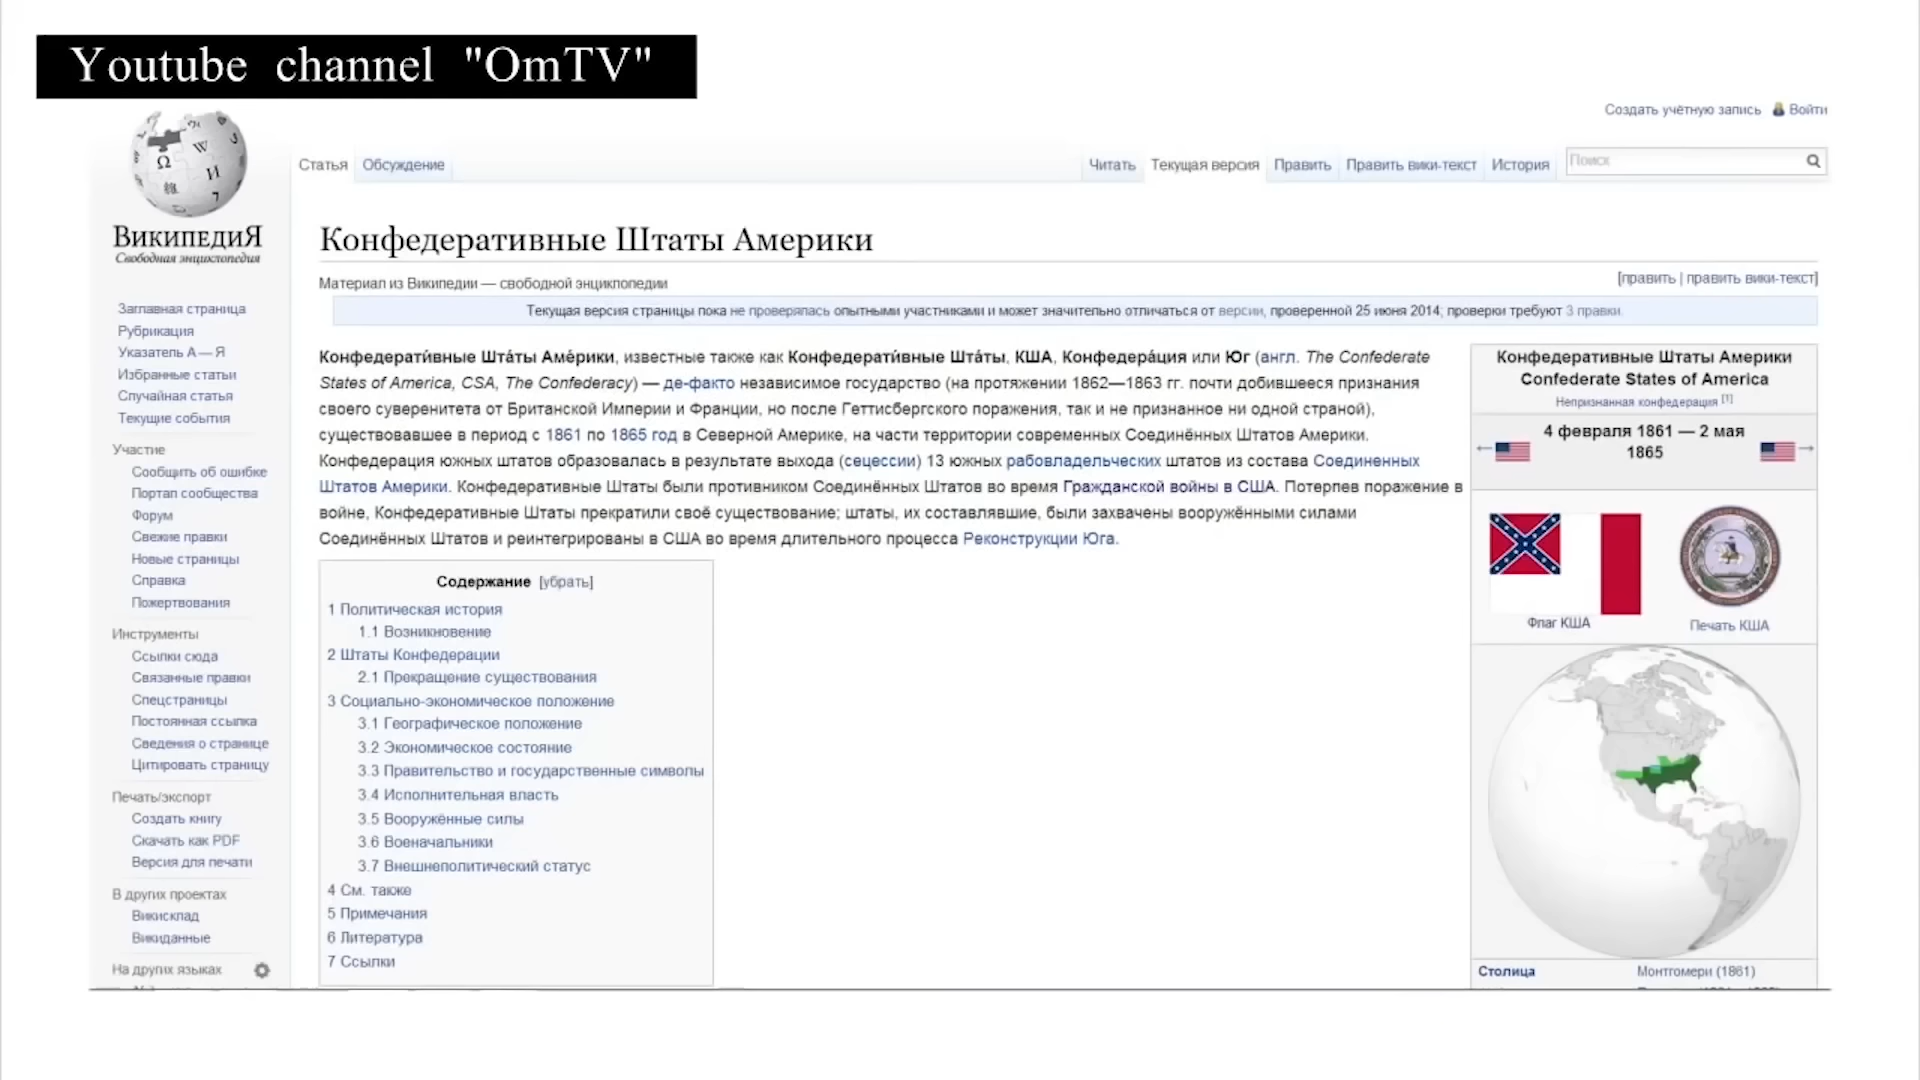 Youtube channel "OmTV"
Создать учётную запись Войти
Статья Обсуждение Читать Текущая версия Править Править вики-текст История Поиск
ВИКИПЕДИЯ
Свободная энциклопедия
Заглавная страница
Рубрикация
Указатель А — Я
Избранные статьи
Случайная статья
Текущие события
Участие
Сообщить об ошибке
Портал сообщества
Форум
Свежие правки
Новые страницы
Справка
Пожертвования
Инструменты
Ссылки сюда
Связанные правки
Спецстраницы
Постоянная ссылка
Сведения о странице
Цитировать страницу
Печать/экспорт
Создать книгу
Скачать как PDF
Версия для печати
В других проектах
Викисклад
Викиданные
На других языках
Конфедеративные Штаты Америки
Материал из Википедии — свободной энциклопедии
[править | править вики-текст]
Текущая версия страницы пока не проверялась опытными участниками и может значительно отличаться от версии, проверенной 25 июня 2014; проверки требуют 3 правки.
Конфедерати́вные Шта́ты Аме́рики, известные также как Конфедерати́вные Шта́ты, КША, Конфедера́ция или Юг (англ. The Confederate
States of America, CSA, The Confederacy) — де-факто независимое государство (на протяжении 1862—1863 гг. почти добившееся признания
своего суверенитета от Британской Империи и Франции, но после Геттисбергского поражения, так и не признанное ни одной страной),
существовавшее в период с 1861 по 1865 год в Северной Америке, на части территории современных Соединённых Штатов Америки.
Конфедерация южных штатов образовалась в результате выхода (сецессии) 13 южных рабовладельческих штатов из состава Соединенных
Штатов Америки. Конфедеративные Штаты были противником Соединённых Штатов во время Гражданской войны в США. Потерпев поражение в
войне, Конфедеративные Штаты прекратили своё существование; штаты, их составлявшие, были захвачены вооружёнными силами
Соединённых Штатов и реинтегрированы в США во время длительного процесса Реконструкции Юга.
Содержание [убрать]
1 Политическая история
1.1 Возникновение
2 Штаты Конфедерации
2.1 Прекращение существования
3 Социально-экономическое положение
3.1 Географическое положение
3.2 Экономическое состояние
3.3 Правительство и государственные символы
3.4 Исполнительная власть
3.5 Вооружённые силы
3.6 Военачальники
3.7 Внешнеполитический статус
4 См. также
5 Примечания
6 Литература
7 Ссылки
Конфедеративные Штаты Америки
Confederate States of America
Непризнанная конфедерация [1]
4 февраля 1861 — 2 мая
1865
Флаг КША Печать КША
Столица Монтгомери (1861)